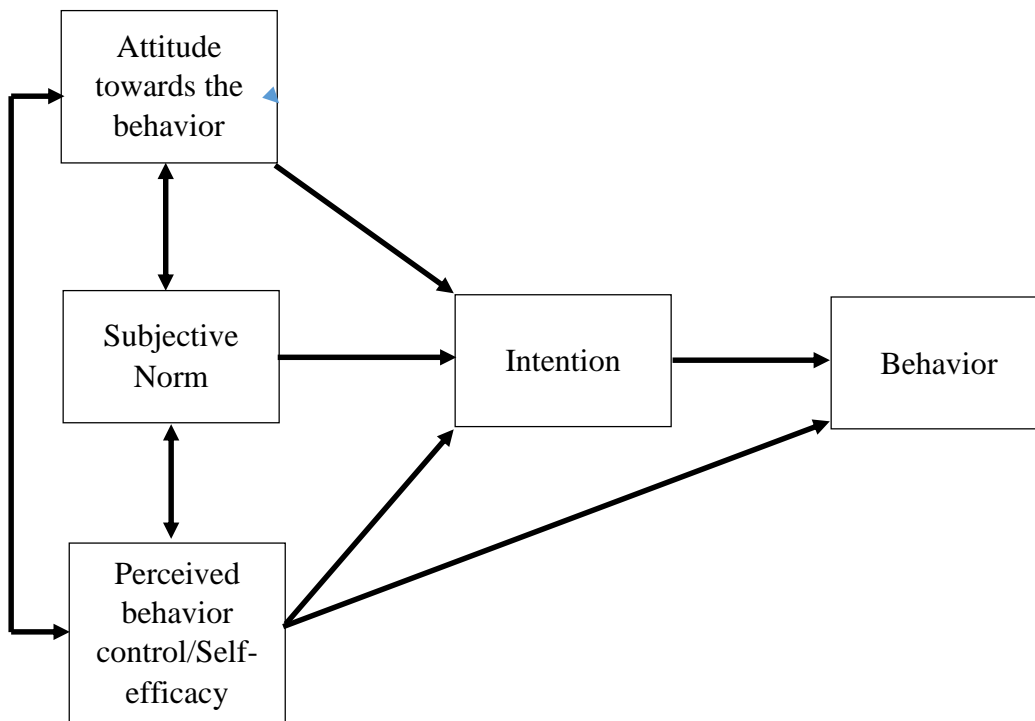 Attitude
towards the
behavior
Subjective
Norm
Intention
Behavior
Perceived
behavior
control/Self-
efficacy